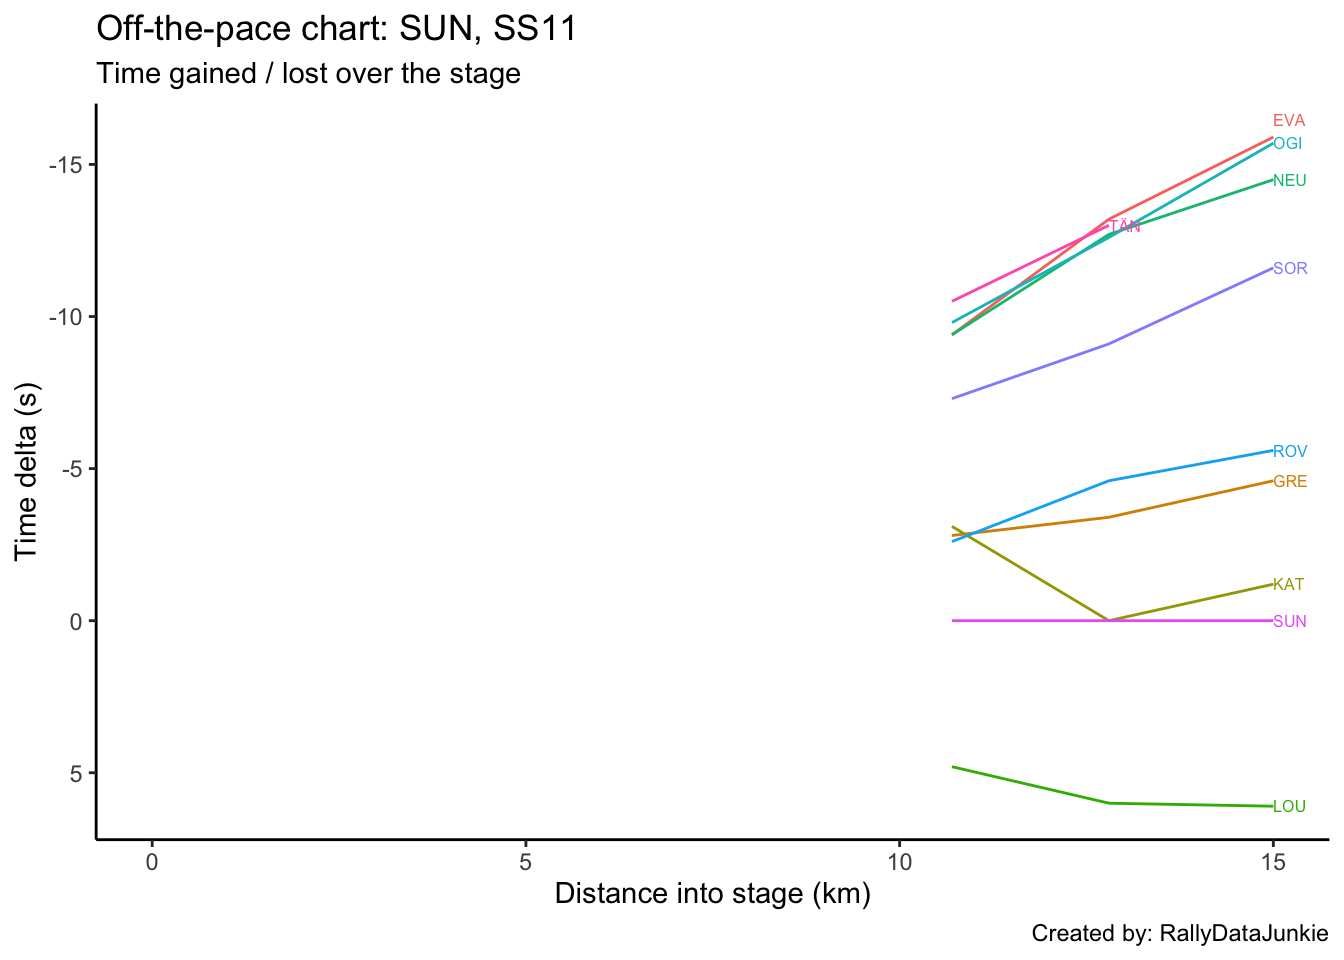 Off-the-pace chart: SUN, SS11
Time gained / lost over the stage
EVA
-15
OGI
NEU
TÄN
SOR
-10
Time delta (s)
-5
ROV
GRE
KAT
0
SUN
5
LOU
0 5 10 15
Distance into stage (km)
Created by: RallyDataJunkie